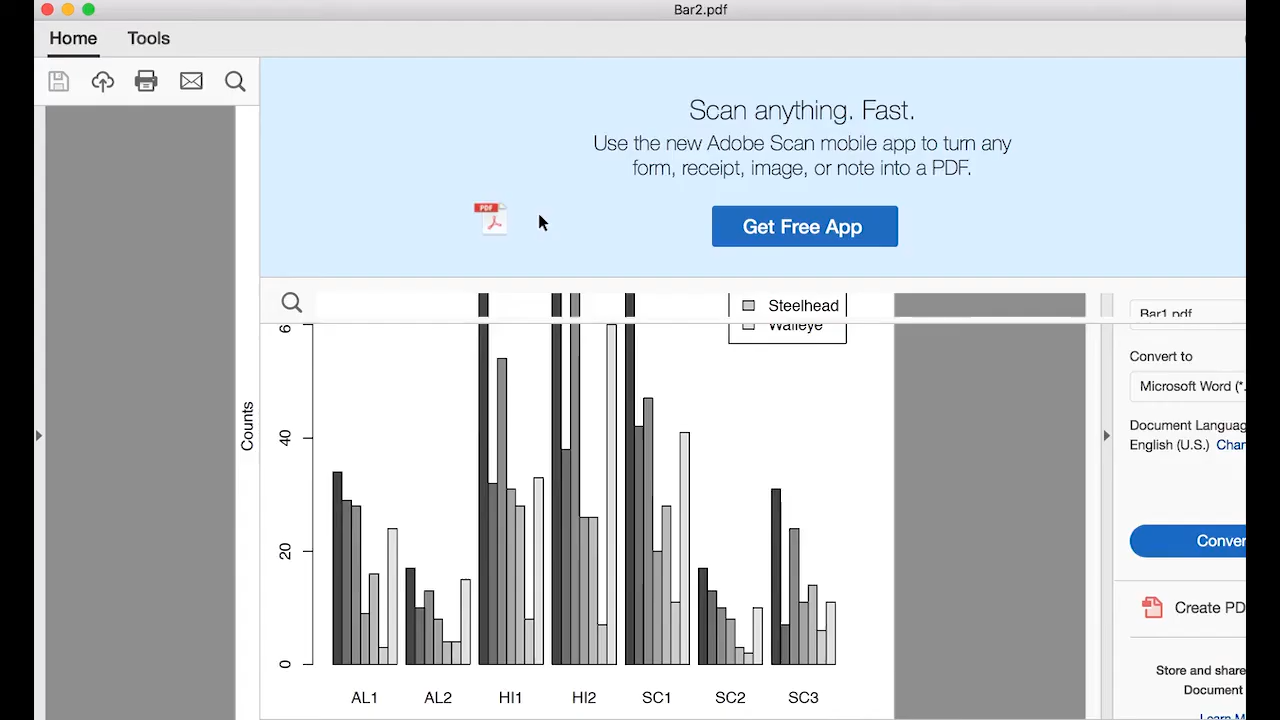 Bar2.pdf
Home Tools
Scan anything. Fast.
Use the new Adobe Scan mobile app to turn any
form, receipt, image, or note into a PDF.
PDF
Get Free App
Steelhead
Walleye
Bar1.pdf
Convert to
Microsoft Word (*.
Document Languag
English (U.S.) Chan
Conver
Create PD
Store and share
Document
Learn M
Counts
6
40
20
0
AL1 AL2 HI1 HI2 SC1 SC2 SC3